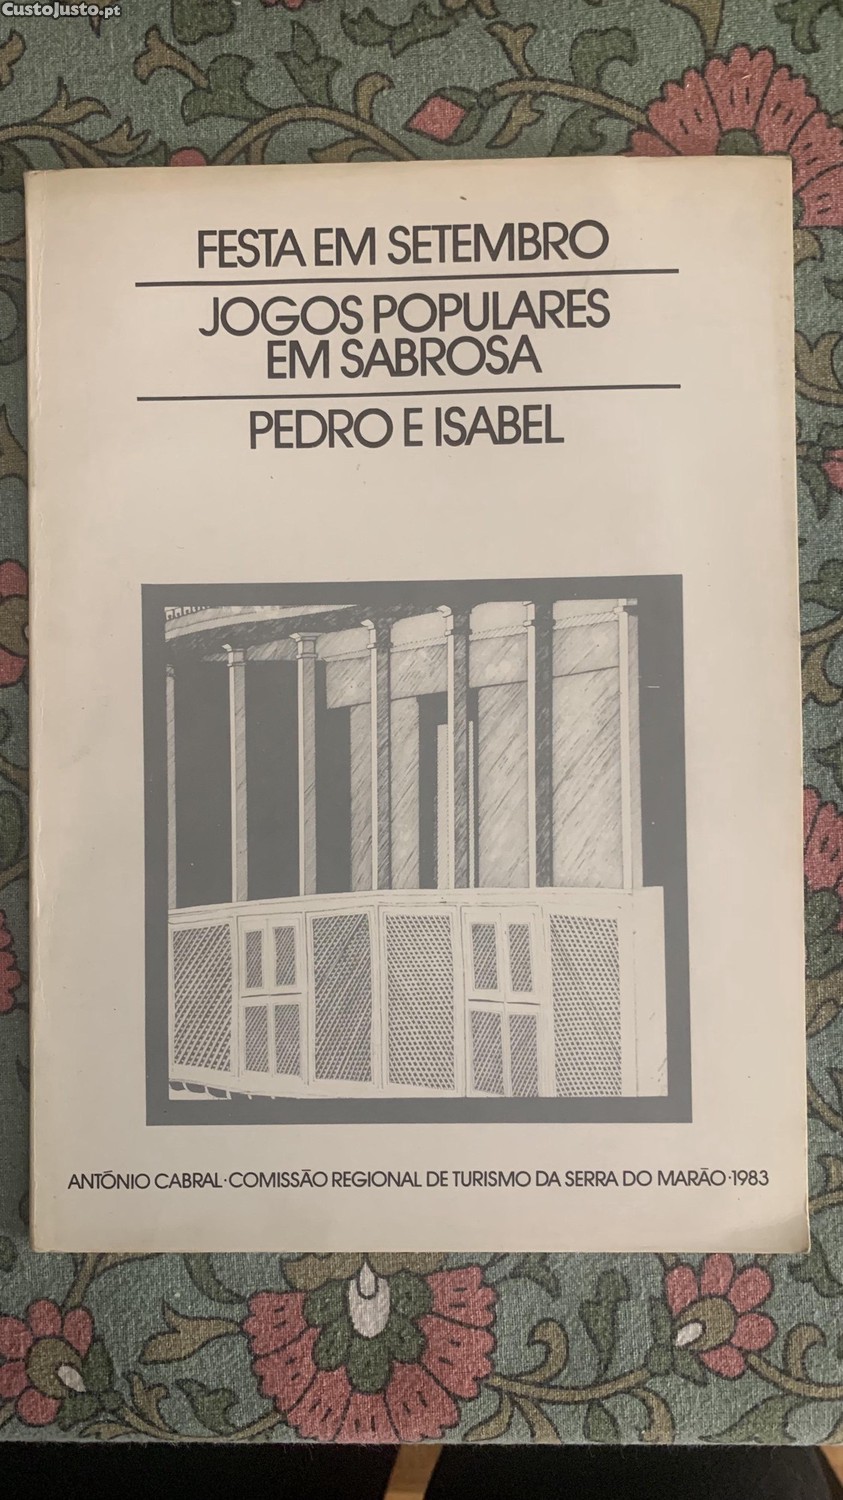 CustoJusto.pt
FESTA EM SETEMBRO
JOGOS POPULARES
EM SABROSA
PEDRO E ISABEL
ANTÓNIO CABRAL·COMISSÃO REGIONAL DE TURISMO DA SERRA DO MARÃO·1983